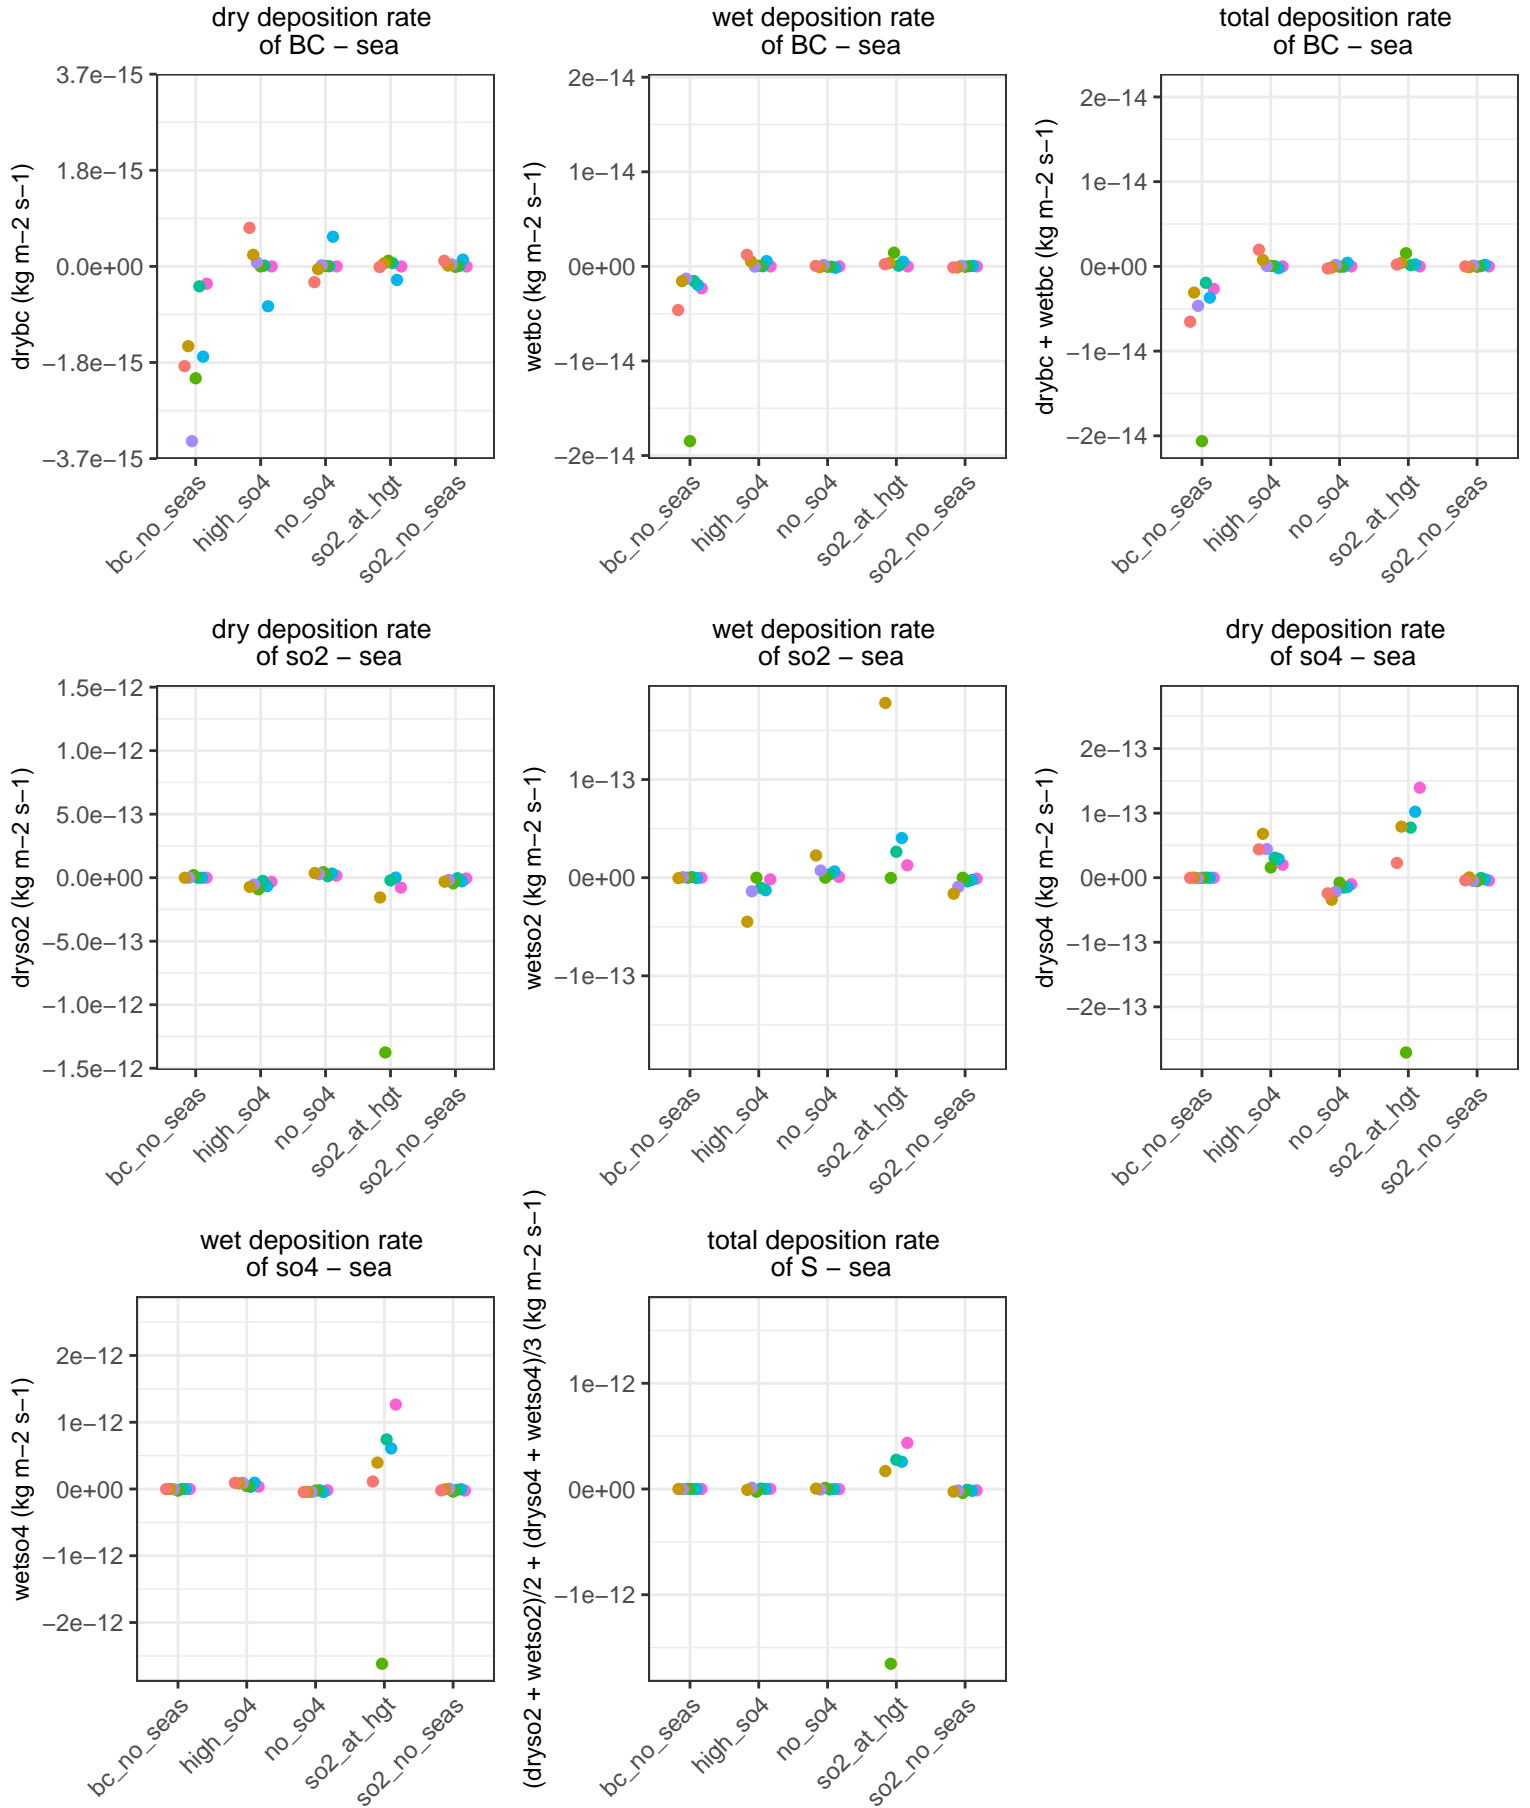 dry deposition rate
of BC − sea
drybc (kg m−2 s−1)
3.7e−15
1.8e−15
0.0e+00
−1.8e−15
−3.7e−15
bc_no_seas
high_so4
no_so4
so2_at_hgt
so2_no_seas
wet deposition rate
of BC − sea
wetbc (kg m−2 s−1)
2e−14
1e−14
0e+00
−1e−14
−2e−14
bc_no_seas
high_so4
no_so4
so2_at_hgt
so2_no_seas
total deposition rate
of BC − sea
drybc + wetbc (kg m−2 s−1)
2e−14
1e−14
0e+00
−1e−14
−2e−14
bc_no_seas
high_so4
no_so4
so2_at_hgt
so2_no_seas
dry deposition rate
of so2 − sea
dryso2 (kg m−2 s−1)
1.5e−12
1.0e−12
5.0e−13
0.0e+00
−5.0e−13
−1.0e−12
−1.5e−12
bc_no_seas
high_so4
no_so4
so2_at_hgt
so2_no_seas
wet deposition rate
of so2 − sea
wetso2 (kg m−2 s−1)
1e−13
0e+00
−1e−13
bc_no_seas
high_so4
no_so4
so2_at_hgt
so2_no_seas
dry deposition rate
of so4 − sea
dryso4 (kg m−2 s−1)
2e−13
1e−13
0e+00
−1e−13
−2e−13
bc_no_seas
high_so4
no_so4
so2_at_hgt
so2_no_seas
wet deposition rate
of so4 − sea
wetso4 (kg m−2 s−1)
2e−12
1e−12
0e+00
−1e−12
−2e−12
bc_no_seas
high_so4
no_so4
so2_at_hgt
so2_no_seas
total deposition rate
of S − sea
(dryso2 + wetso2)/2 + (dryso4 + wetso4)/3 (kg m−2 s−1)
1e−12
0e+00
−1e−12
bc_no_seas
high_so4
no_so4
so2_at_hgt
so2_no_seas